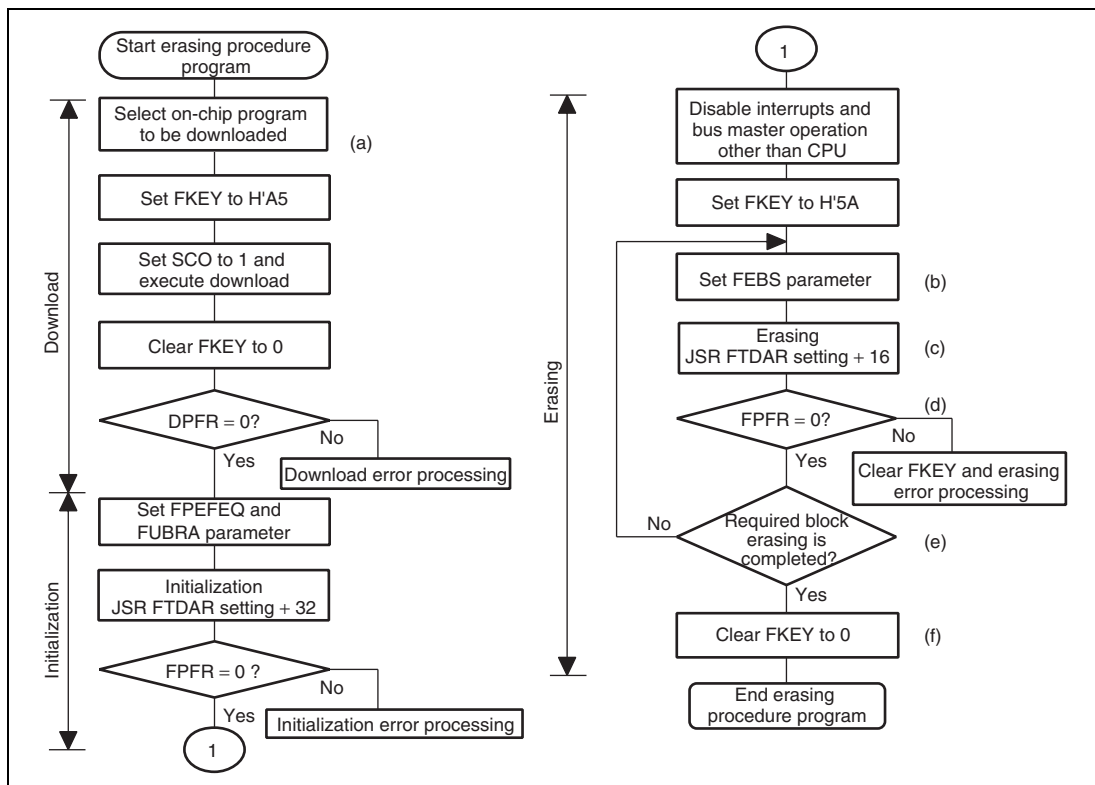 Start erasing procedure
program
Download
Select on-chip program
to be downloaded
(a)
Set FKEY to H'A5
Set SCO to 1 and
execute download
Clear FKEY to 0
DPFR = 0?
No
Yes
Download error processing
Initialization
Set FPEFEQ and
FUBRA parameter
Initialization
JSR FTDAR setting + 32
FPFR = 0 ?
No
Yes
Initialization error processing
1
1
Erasing
Disable interrupts and
bus master operation
other than CPU
Set FKEY to H'5A
Set FEBS parameter
(b)
Erasing
JSR FTDAR setting + 16
(c)
FPFR = 0?
(d)
No
Yes
Clear FKEY and erasing
error processing
No
Required block
erasing is
completed?
(e)
Yes
Clear FKEY to 0
(f)
End erasing
procedure program